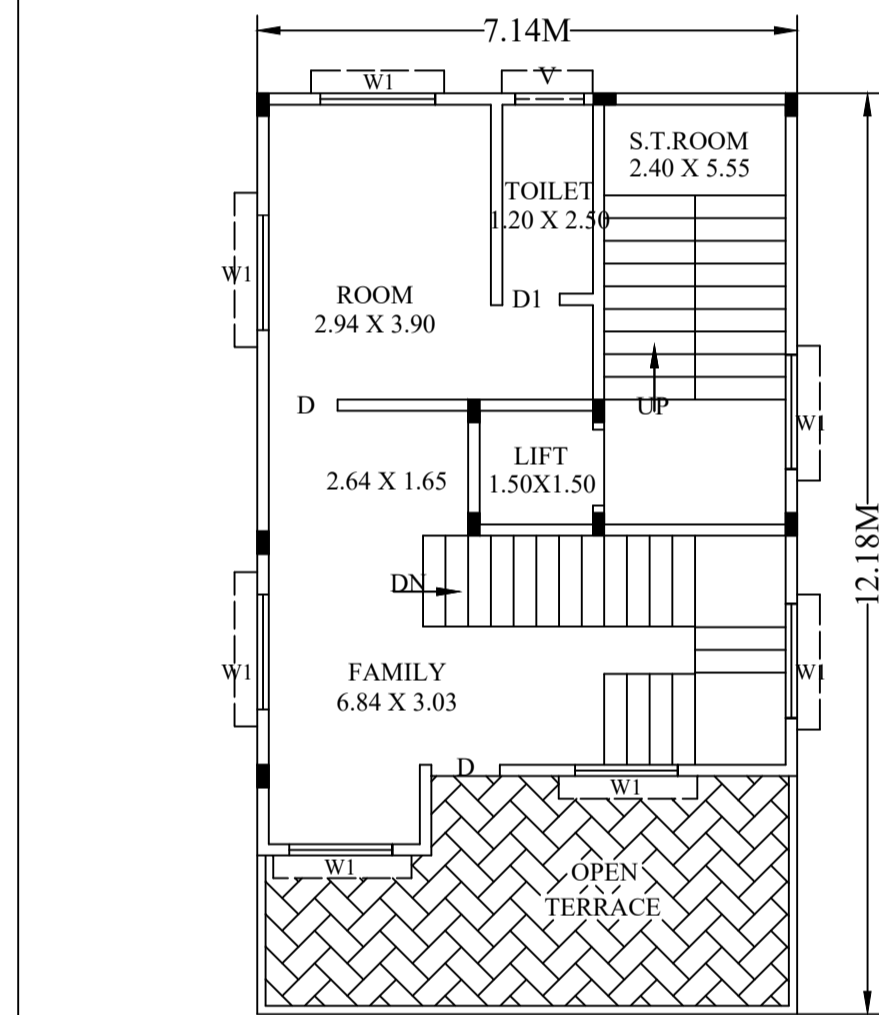 7.14M
W1
V
S.T.ROOM
2.40 X 5.55
TOILET
1.20 X 2.50
W1
ROOM
2.94 X 3.90
D1
D
UP
W1
LIFT
1.50X1.50
2.64 X 1.65
12.18M
DN
FAMILY
6.84 X 3.03
W1
W1
D
W1
W1
OPEN
TERRACE